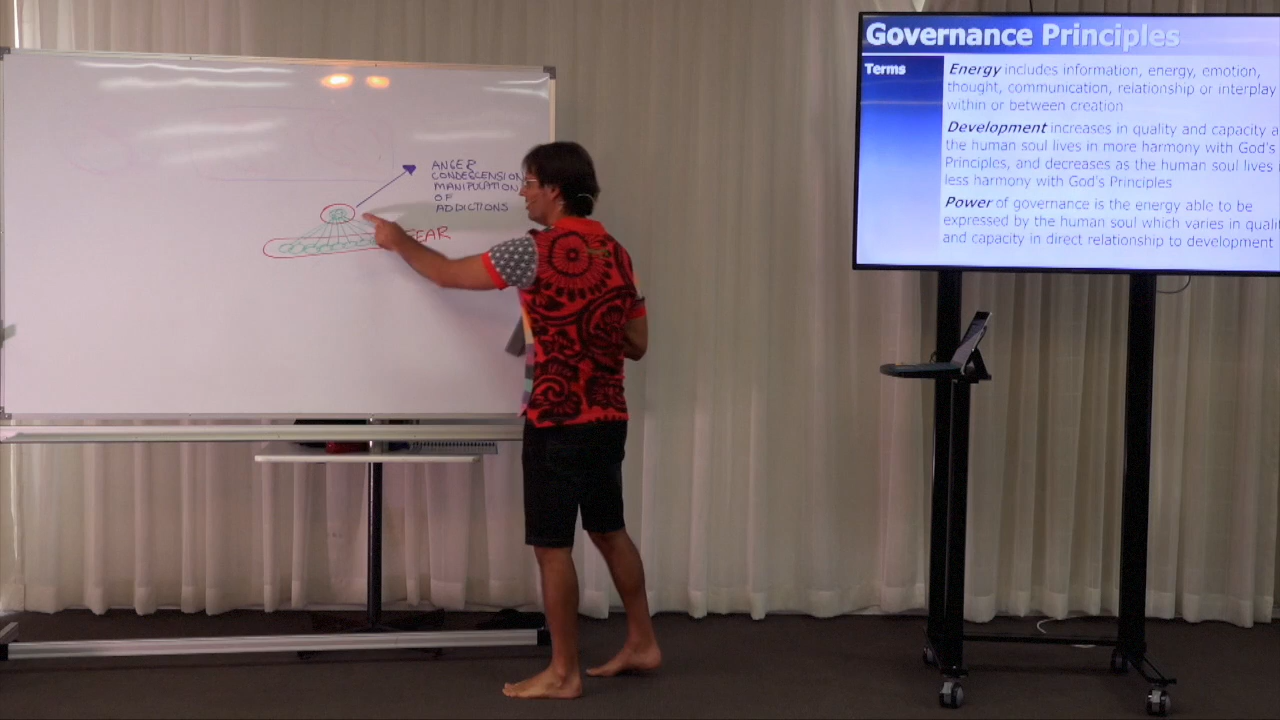 ANGER
CONDESCENSION
MANIPULATION
OF
ADDICTIONS
FEAR
Governance Principles
Terms
Energy includes information, energy, emotion,
thought, communication, relationship or interplay
within or between creation
Development increases in quality and capacity a
the human soul lives in more harmony with God's
Principles, and decreases as the human soul lives
less harmony with God's Principles
Power of governance is the energy able to be
expressed by the human soul which varies in quali
and capacity in direct relationship to development